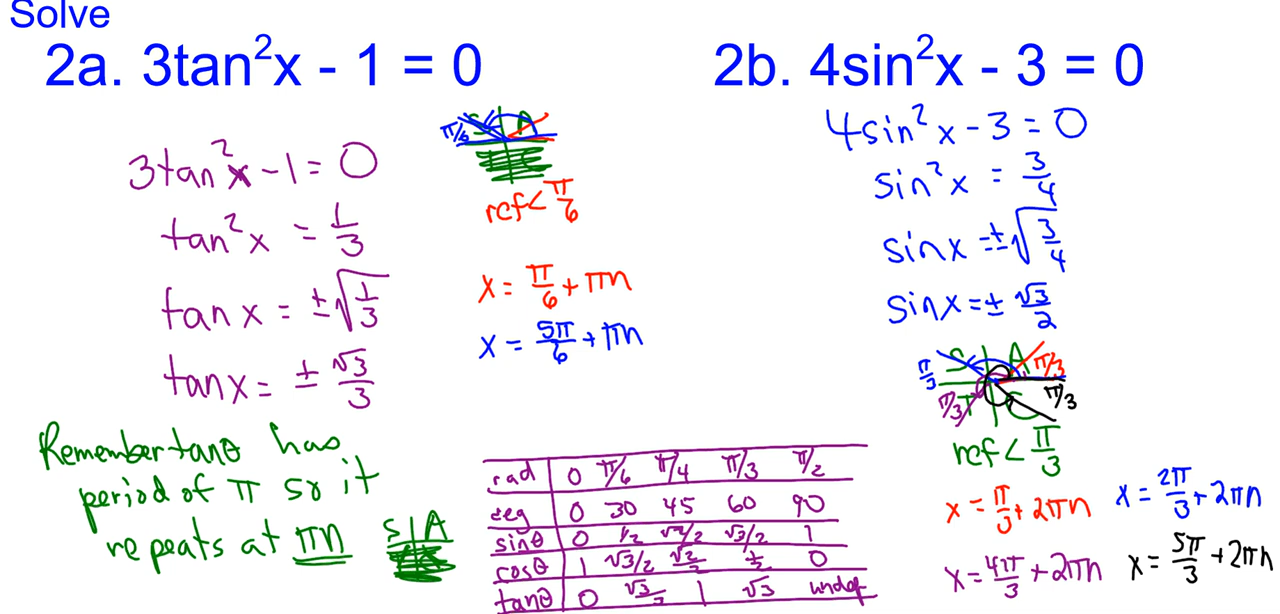 Solve
2a. 3tan²x - 1 = 0
3tan²x - 1 = 0
tan²x = 1/3
tan x = ±√(1/3)
tan x = ± √3/3
Remember tanθ has
period of π so it
repeats at πn
S A
S A
π/6
ref < π/6
x = π/6 + πn
x = 5π/6 + πn
rad 0 π/6 π/4 π/3 π/2
deg 0 30 45 60 90
sinθ 0 1/2 √2/2 √3/2 1
cosθ 1 √3/2 √2/2 1/2 0
tanθ 0 √3/3 1 √3 undef
2b. 4sin²x - 3 = 0
4sin²x - 3 = 0
sin²x = 3/4
sin x = ±√(3/4)
sin x = ± √3/2
π/3 S A π/3
π/3 T C π/3
ref < π/3
x = π/3 + 2πn x = 2π/3 + 2πn
x = 4π/3 + 2πn x = 5π/3 + 2πn